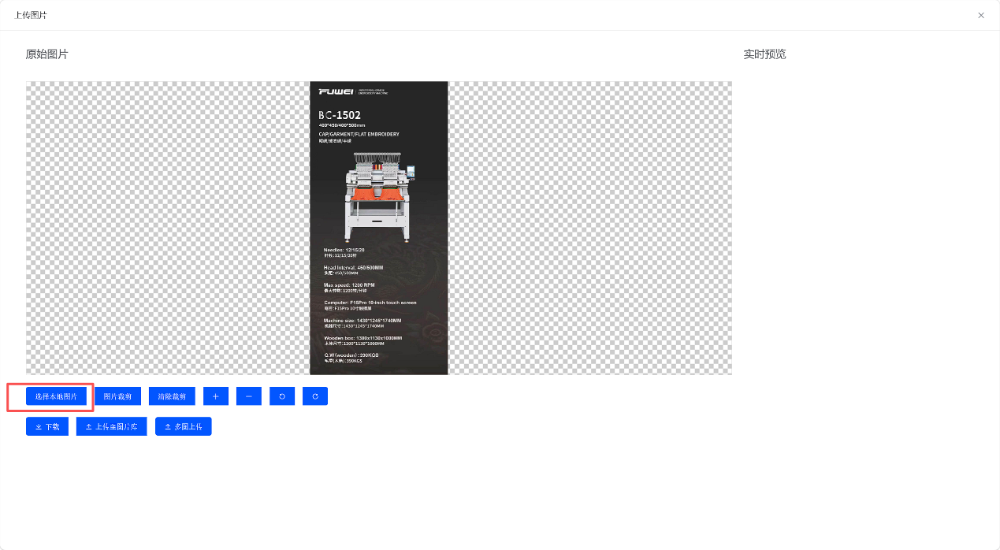 上传图片
原始图片
实时预览
FUWEI INDUSTRIAL-GRADE
EMBROIDERY MACHINE
BC-1502
400*450/400*500mm
CAP/GARMENT/FLAT EMBROIDERY
帽绣/成衣绣/平绣
Needles: 12/15/20
针数:12/15/20针
Head Interval: 450/500MM
头距:450/500MM
Max speed: 1200 RPM
最大转数:1200转/分钟
Computer: F15Pro 10-inch touch screen
电控:F15Pro 10寸触摸屏
Machine size: 1430*1245*1740MM
机器尺寸:1430*1245*1740MM
Wooden box: 1300x1130x1000MM
木箱尺寸:1300*1130*1000MM
G.W(wooden):390KGS
毛重(木箱):390KGS
选择本地图片 图片裁剪 清除裁剪
下载 上传至图片库 多图上传